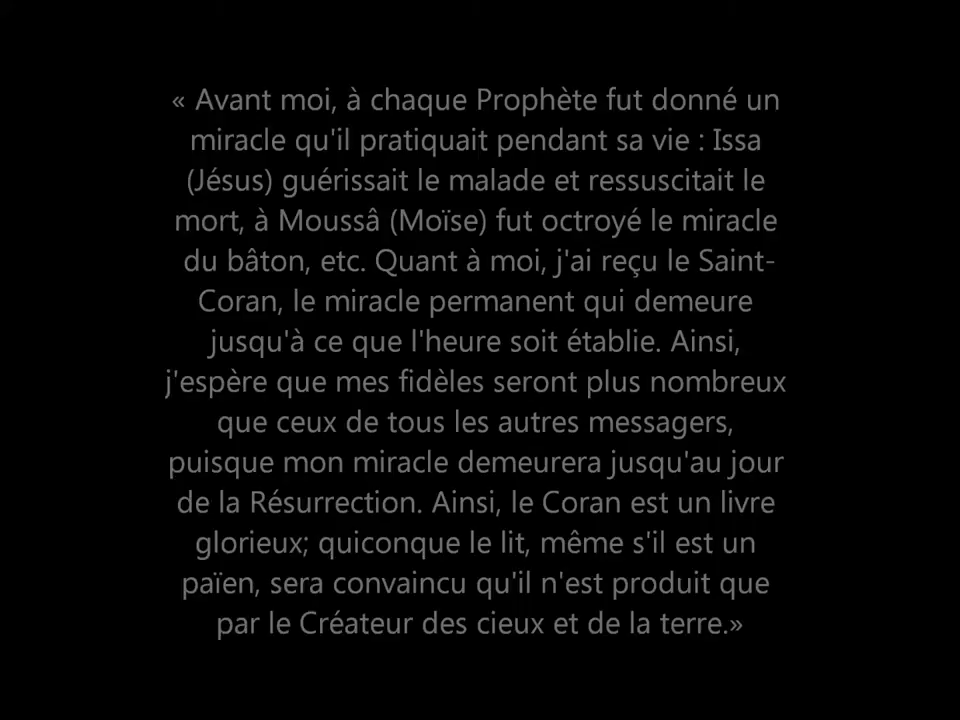 « Avant moi, à chaque Prophète fut donné un
miracle qu'il pratiquait pendant sa vie : Issa
(Jésus) guérissait le malade et ressuscitait le
mort, à Moussâ (Moïse) fut octroyé le miracle
du bâton, etc. Quant à moi, j'ai reçu le Saint-
Coran, le miracle permanent qui demeure
jusqu'à ce que l'heure soit établie. Ainsi,
j'espère que mes fidèles seront plus nombreux
que ceux de tous les autres messagers,
puisque mon miracle demeurera jusqu'au jour
de la Résurrection. Ainsi, le Coran est un livre
glorieux; quiconque le lit, même s'il est un
païen, sera convaincu qu'il n'est produit que
par le Créateur des cieux et de la terre.»